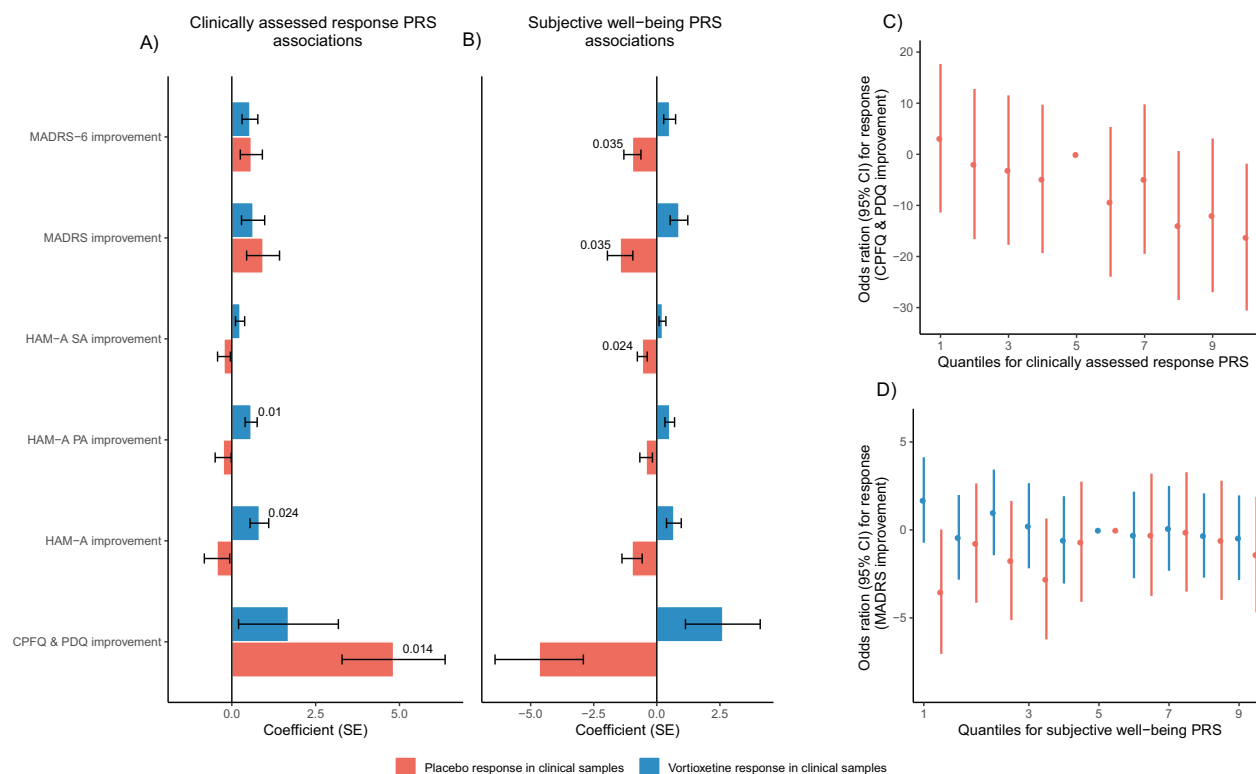 A)
Clinically assessed response PRS
associations
MADRS−6 improvement
MADRS improvement
HAM−A SA improvement
HAM−A PA improvement
HAM−A improvement
CPFQ & PDQ improvement
0.01
0.024
0.014
0.0 2.5 5.0
Coefficient (SE)
B)
Subjective well−being PRS
associations
0.035
0.035
0.024
−5.0 −2.5 0.0 2.5
Coefficient (SE)
Placebo response in clinical samples
Vortioxetine response in clinical samples
C)
Odds ration (95% CI) for response
(CPFQ & PDQ improvement)
20
10
0
−10
−20
−30
1 3 5 7 9
Quantiles for clinically assessed response PRS
D)
Odds ration (95% CI) for response
(MADRS improvement)
5
0
−5
1 3 5 7 9
Quantiles for subjective well−being PRS